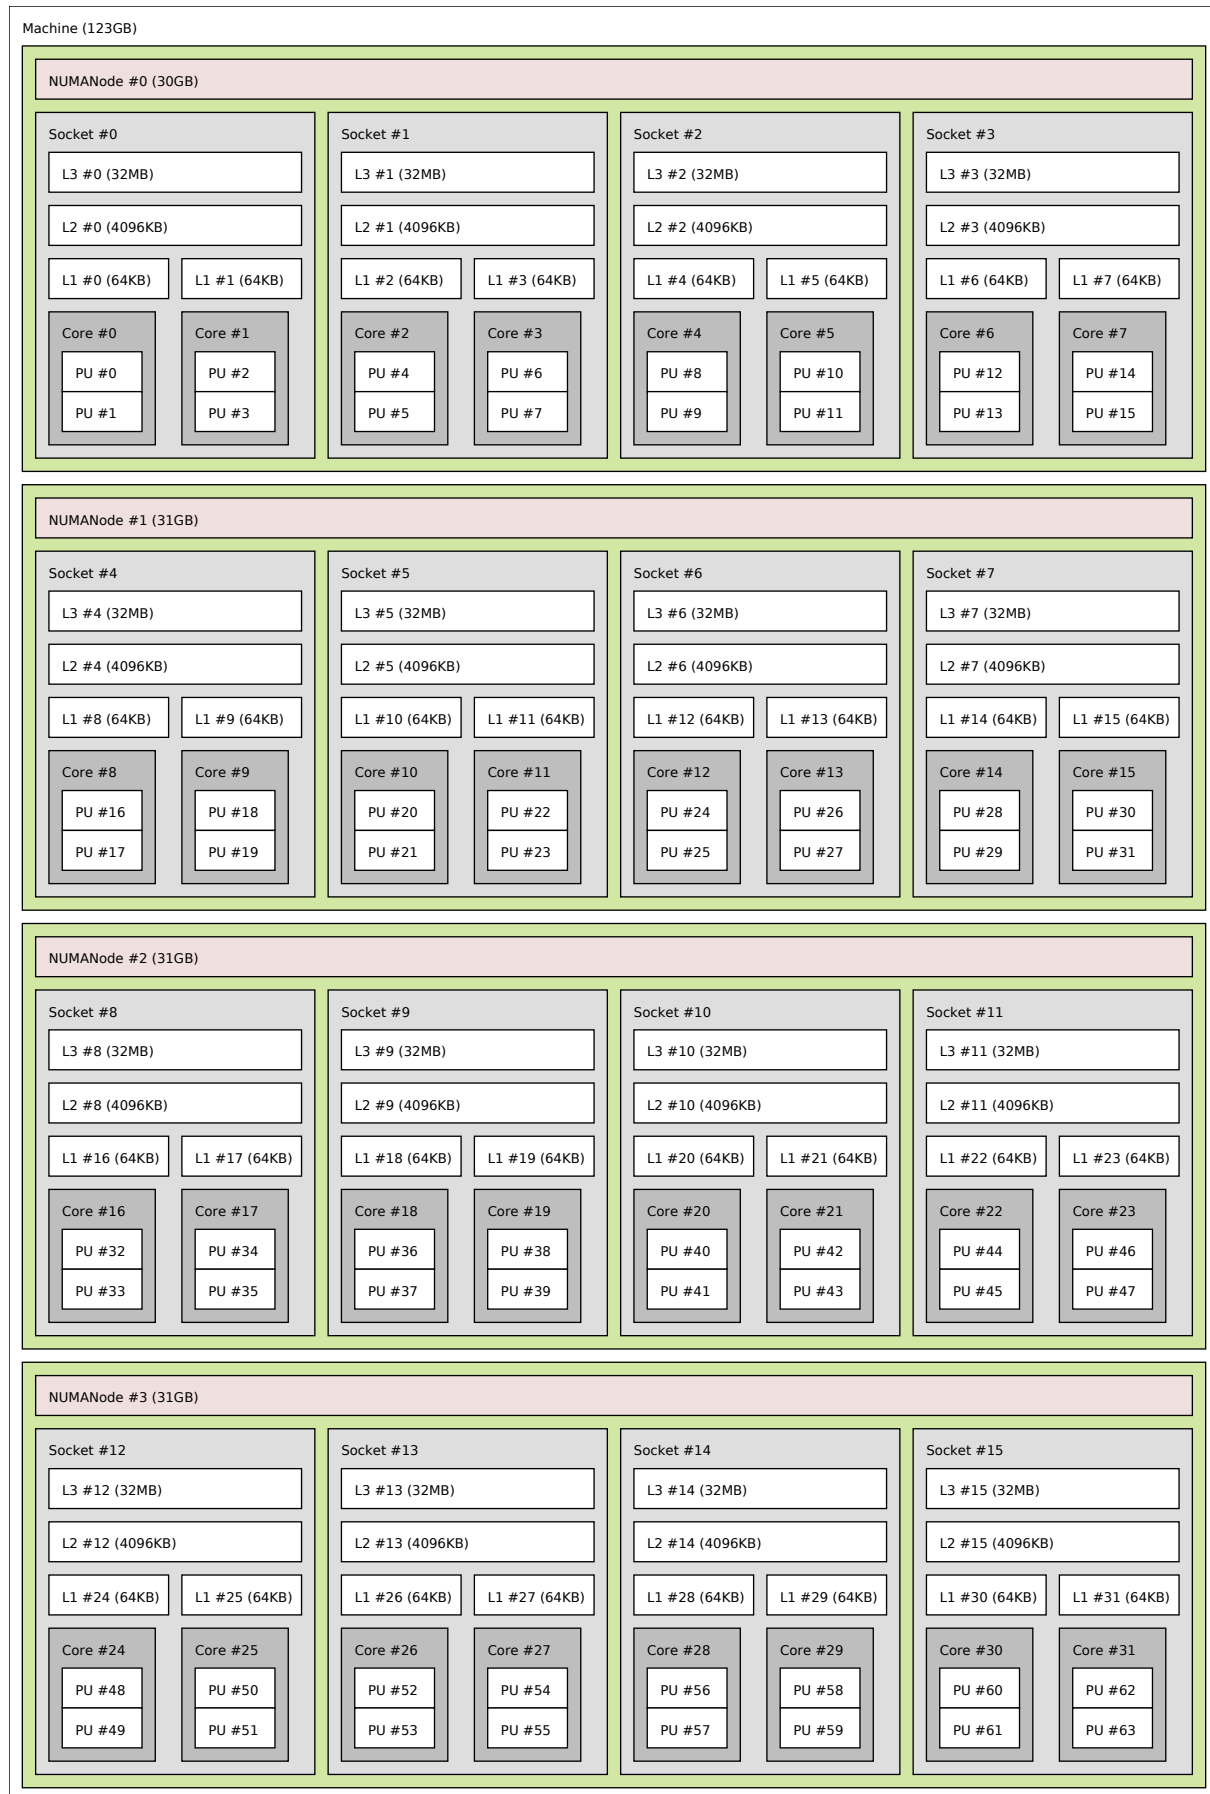 Machine (123GB)
NUMANode #0 (30GB)
Socket #0 Socket #1 Socket #2 Socket #3
L3 #0 (32MB) L3 #1 (32MB) L3 #2 (32MB) L3 #3 (32MB)
L2 #0 (4096KB) L2 #1 (4096KB) L2 #2 (4096KB) L2 #3 (4096KB)
L1 #0 (64KB) L1 #1 (64KB) L1 #2 (64KB) L1 #3 (64KB) L1 #4 (64KB) L1 #5 (64KB) L1 #6 (64KB) L1 #7 (64KB)
Core #0 Core #1 Core #2 Core #3 Core #4 Core #5 Core #6 Core #7
PU #0 PU #2 PU #4 PU #6 PU #8 PU #10 PU #12 PU #14
PU #1 PU #3 PU #5 PU #7 PU #9 PU #11 PU #13 PU #15
NUMANode #1 (31GB)
Socket #4 Socket #5 Socket #6 Socket #7
L3 #4 (32MB) L3 #5 (32MB) L3 #6 (32MB) L3 #7 (32MB)
L2 #4 (4096KB) L2 #5 (4096KB) L2 #6 (4096KB) L2 #7 (4096KB)
L1 #8 (64KB) L1 #9 (64KB) L1 #10 (64KB) L1 #11 (64KB) L1 #12 (64KB) L1 #13 (64KB) L1 #14 (64KB) L1 #15 (64KB)
Core #8 Core #9 Core #10 Core #11 Core #12 Core #13 Core #14 Core #15
PU #16 PU #18 PU #20 PU #22 PU #24 PU #26 PU #28 PU #30
PU #17 PU #19 PU #21 PU #23 PU #25 PU #27 PU #29 PU #31
NUMANode #2 (31GB)
Socket #8 Socket #9 Socket #10 Socket #11
L3 #8 (32MB) L3 #9 (32MB) L3 #10 (32MB) L3 #11 (32MB)
L2 #8 (4096KB) L2 #9 (4096KB) L2 #10 (4096KB) L2 #11 (4096KB)
L1 #16 (64KB) L1 #17 (64KB) L1 #18 (64KB) L1 #19 (64KB) L1 #20 (64KB) L1 #21 (64KB) L1 #22 (64KB) L1 #23 (64KB)
Core #16 Core #17 Core #18 Core #19 Core #20 Core #21 Core #22 Core #23
PU #32 PU #34 PU #36 PU #38 PU #40 PU #42 PU #44 PU #46
PU #33 PU #35 PU #37 PU #39 PU #41 PU #43 PU #45 PU #47
NUMANode #3 (31GB)
Socket #12 Socket #13 Socket #14 Socket #15
L3 #12 (32MB) L3 #13 (32MB) L3 #14 (32MB) L3 #15 (32MB)
L2 #12 (4096KB) L2 #13 (4096KB) L2 #14 (4096KB) L2 #15 (4096KB)
L1 #24 (64KB) L1 #25 (64KB) L1 #26 (64KB) L1 #27 (64KB) L1 #28 (64KB) L1 #29 (64KB) L1 #30 (64KB) L1 #31 (64KB)
Core #24 Core #25 Core #26 Core #27 Core #28 Core #29 Core #30 Core #31
PU #48 PU #50 PU #52 PU #54 PU #56 PU #58 PU #60 PU #62
PU #49 PU #51 PU #53 PU #55 PU #57 PU #59 PU #61 PU #63